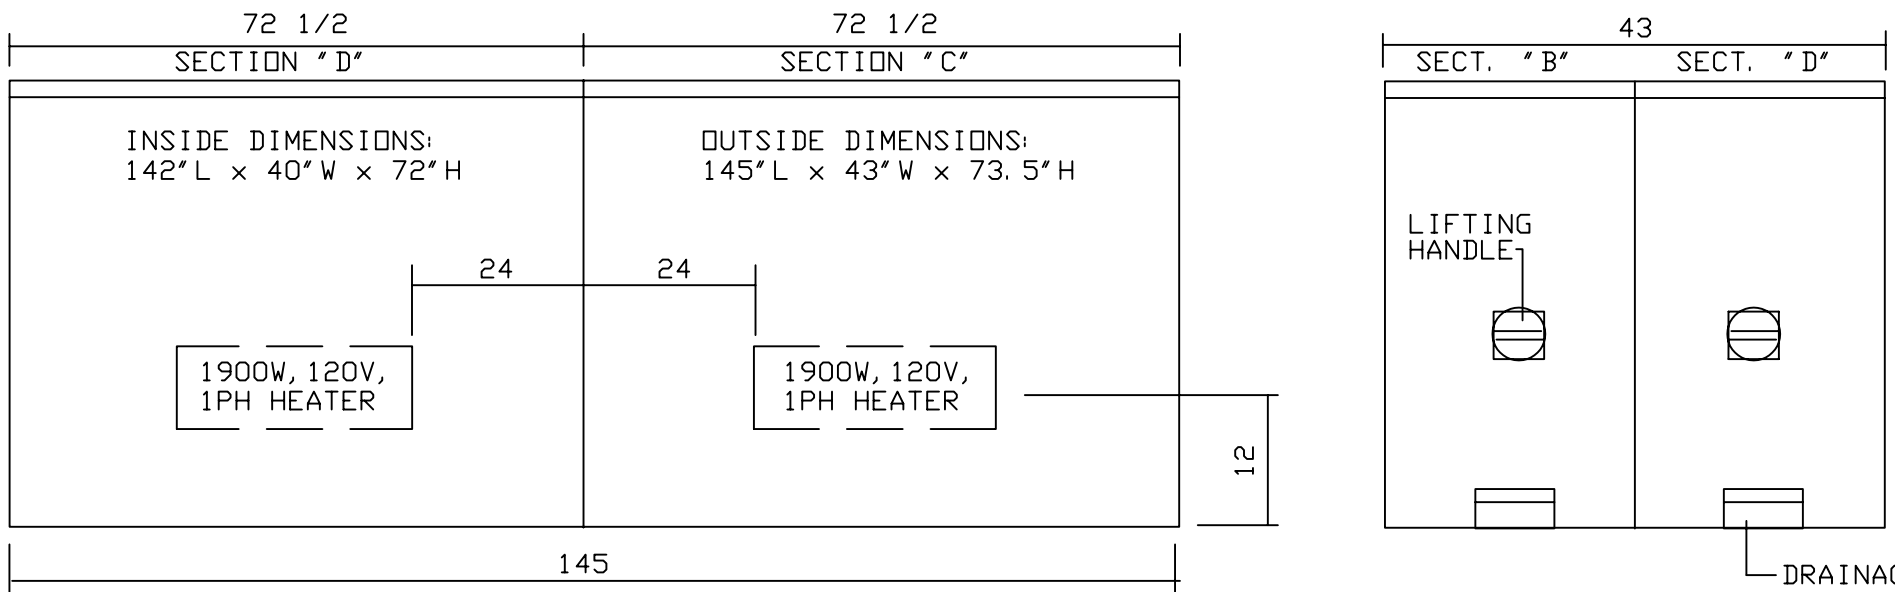 72 1/2
72 1/2
SECTION "D"
SECTION "C"
INSIDE DIMENSIONS:
142"L x 40"W x 72"H
OUTSIDE DIMENSIONS:
145"L x 43"W x 73.5"H
24
24
1900W, 120V,
1PH HEATER
1900W, 120V,
1PH HEATER
12
145
43
SECT. "B"
SECT. "D"
LIFTING
HANDLE